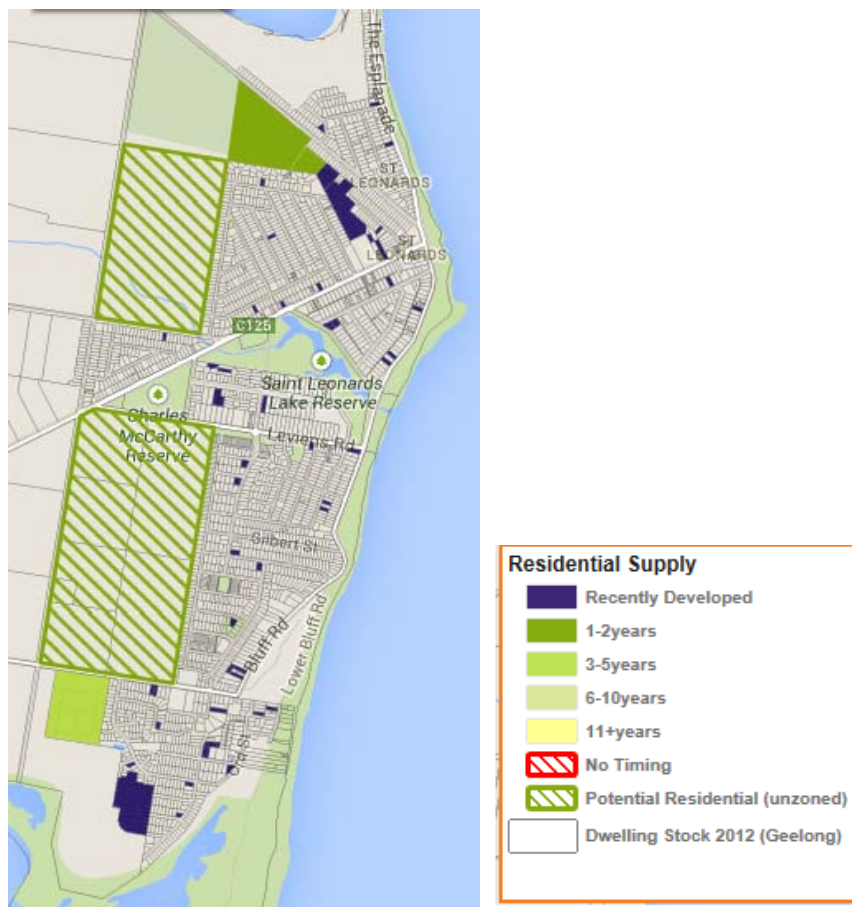 The Esplanade
ST
LEONARDS
ST
LEONARDS
C125
Saint Leonards
Lake Reserve
Charles
McCarthy
Reserve
Leviens Rd
Gilbert St
Bluff Rd
Lower Bluff Rd
Ord St
Residential Supply
Recently Developed
1-2years
3-5years
6-10years
11+years
No Timing
Potential Residential (unzoned)
Dwelling Stock 2012 (Geelong)